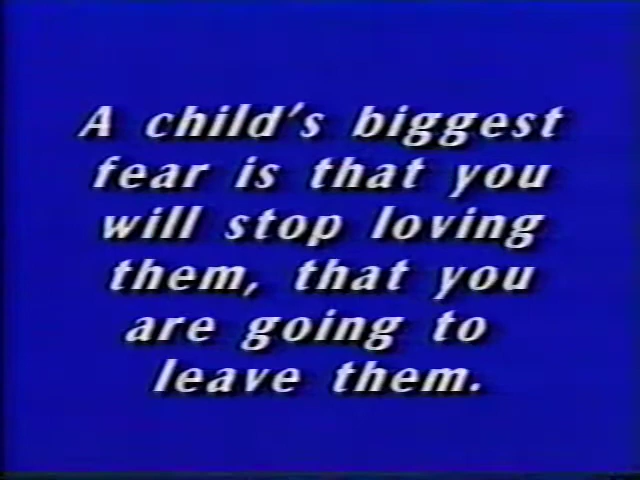 A child's biggest
fear is that you
will stop loving
them, that you
are going to
leave them.